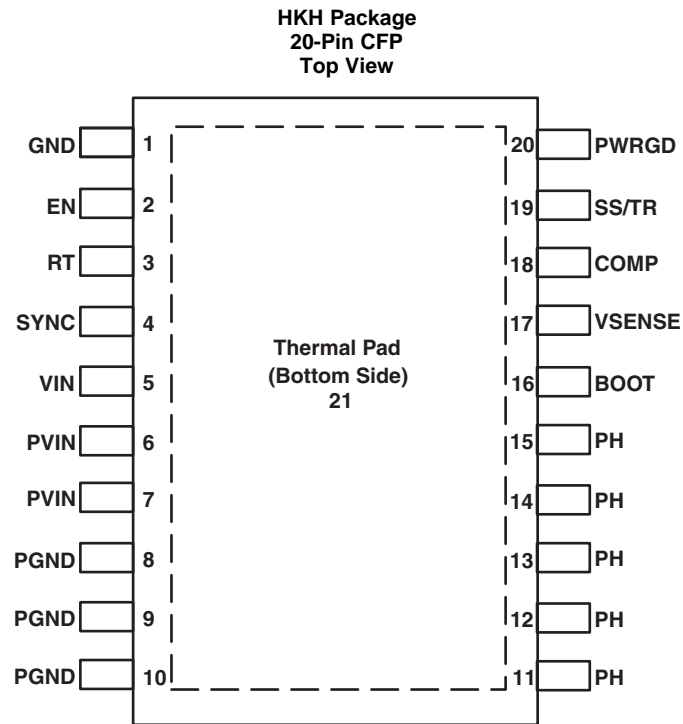 HKH Package
20-Pin CFP
Top View
GND 1 20 PWRGD
EN 2 19 SS/TR
RT 3 18 COMP
SYNC 4 17 VSENSE
Thermal Pad
(Bottom Side)
21
VIN 5 16 BOOT
PVIN 6 15 PH
PVIN 7 14 PH
PGND 8 13 PH
PGND 9 12 PH
PGND 10 11 PH